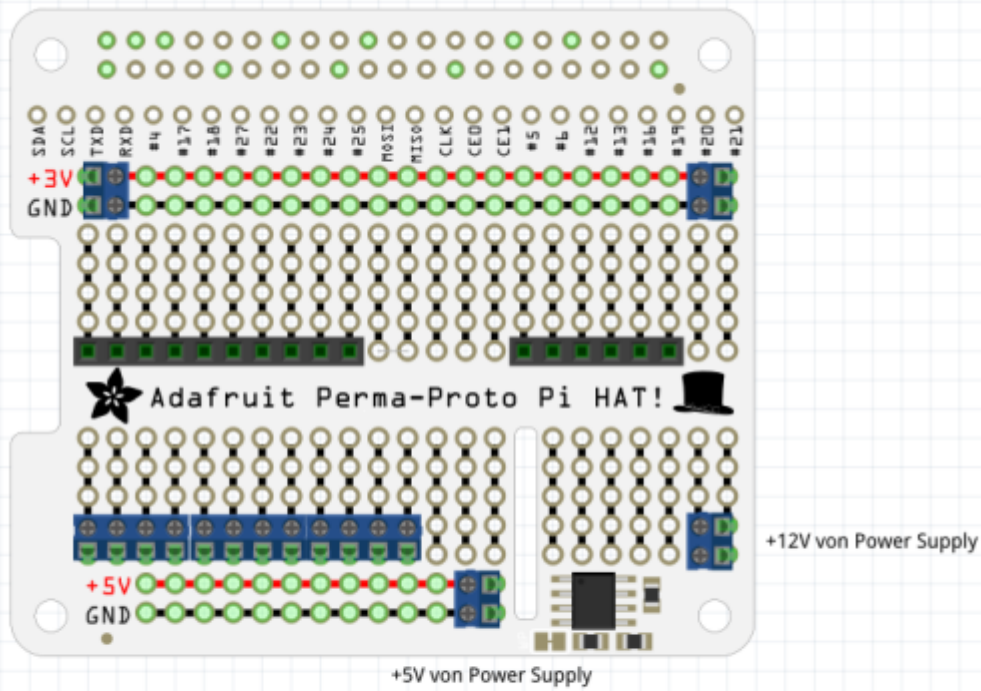 SDA SCL TXD RXD #4 #17 #18 #27 #22 #23 #24 #25 MOSI MISO CLK CE0 CE1 #5 #6 #12 #13 #16 #19 #20 #21
+3V
GND
Adafruit Perma-Proto Pi HAT!
+12V von Power Supply
+5V
GND
+5V von Power Supply